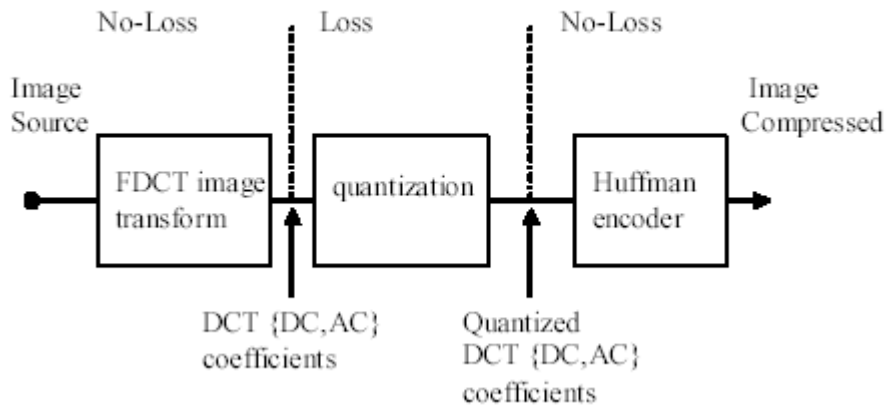 No-Loss
Loss
No-Loss
Image
Source
Image
Compressed
FDCT image
transform
quantization
Huffman
encoder
DCT {DC,AC}
coefficients
Quantized
DCT {DC,AC}
coefficients